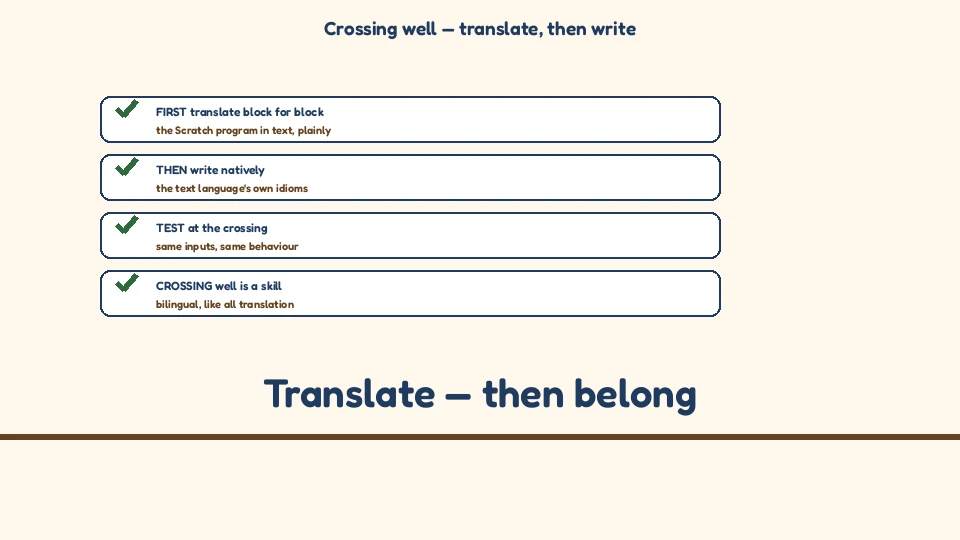 Crossing well — translate, then write
FIRST translate block for block
the Scratch program in text, plainly
THEN write natively
the text language's own idioms
TEST at the crossing
same inputs, same behaviour
CROSSING well is a skill
bilingual, like all translation
Translate — then belong